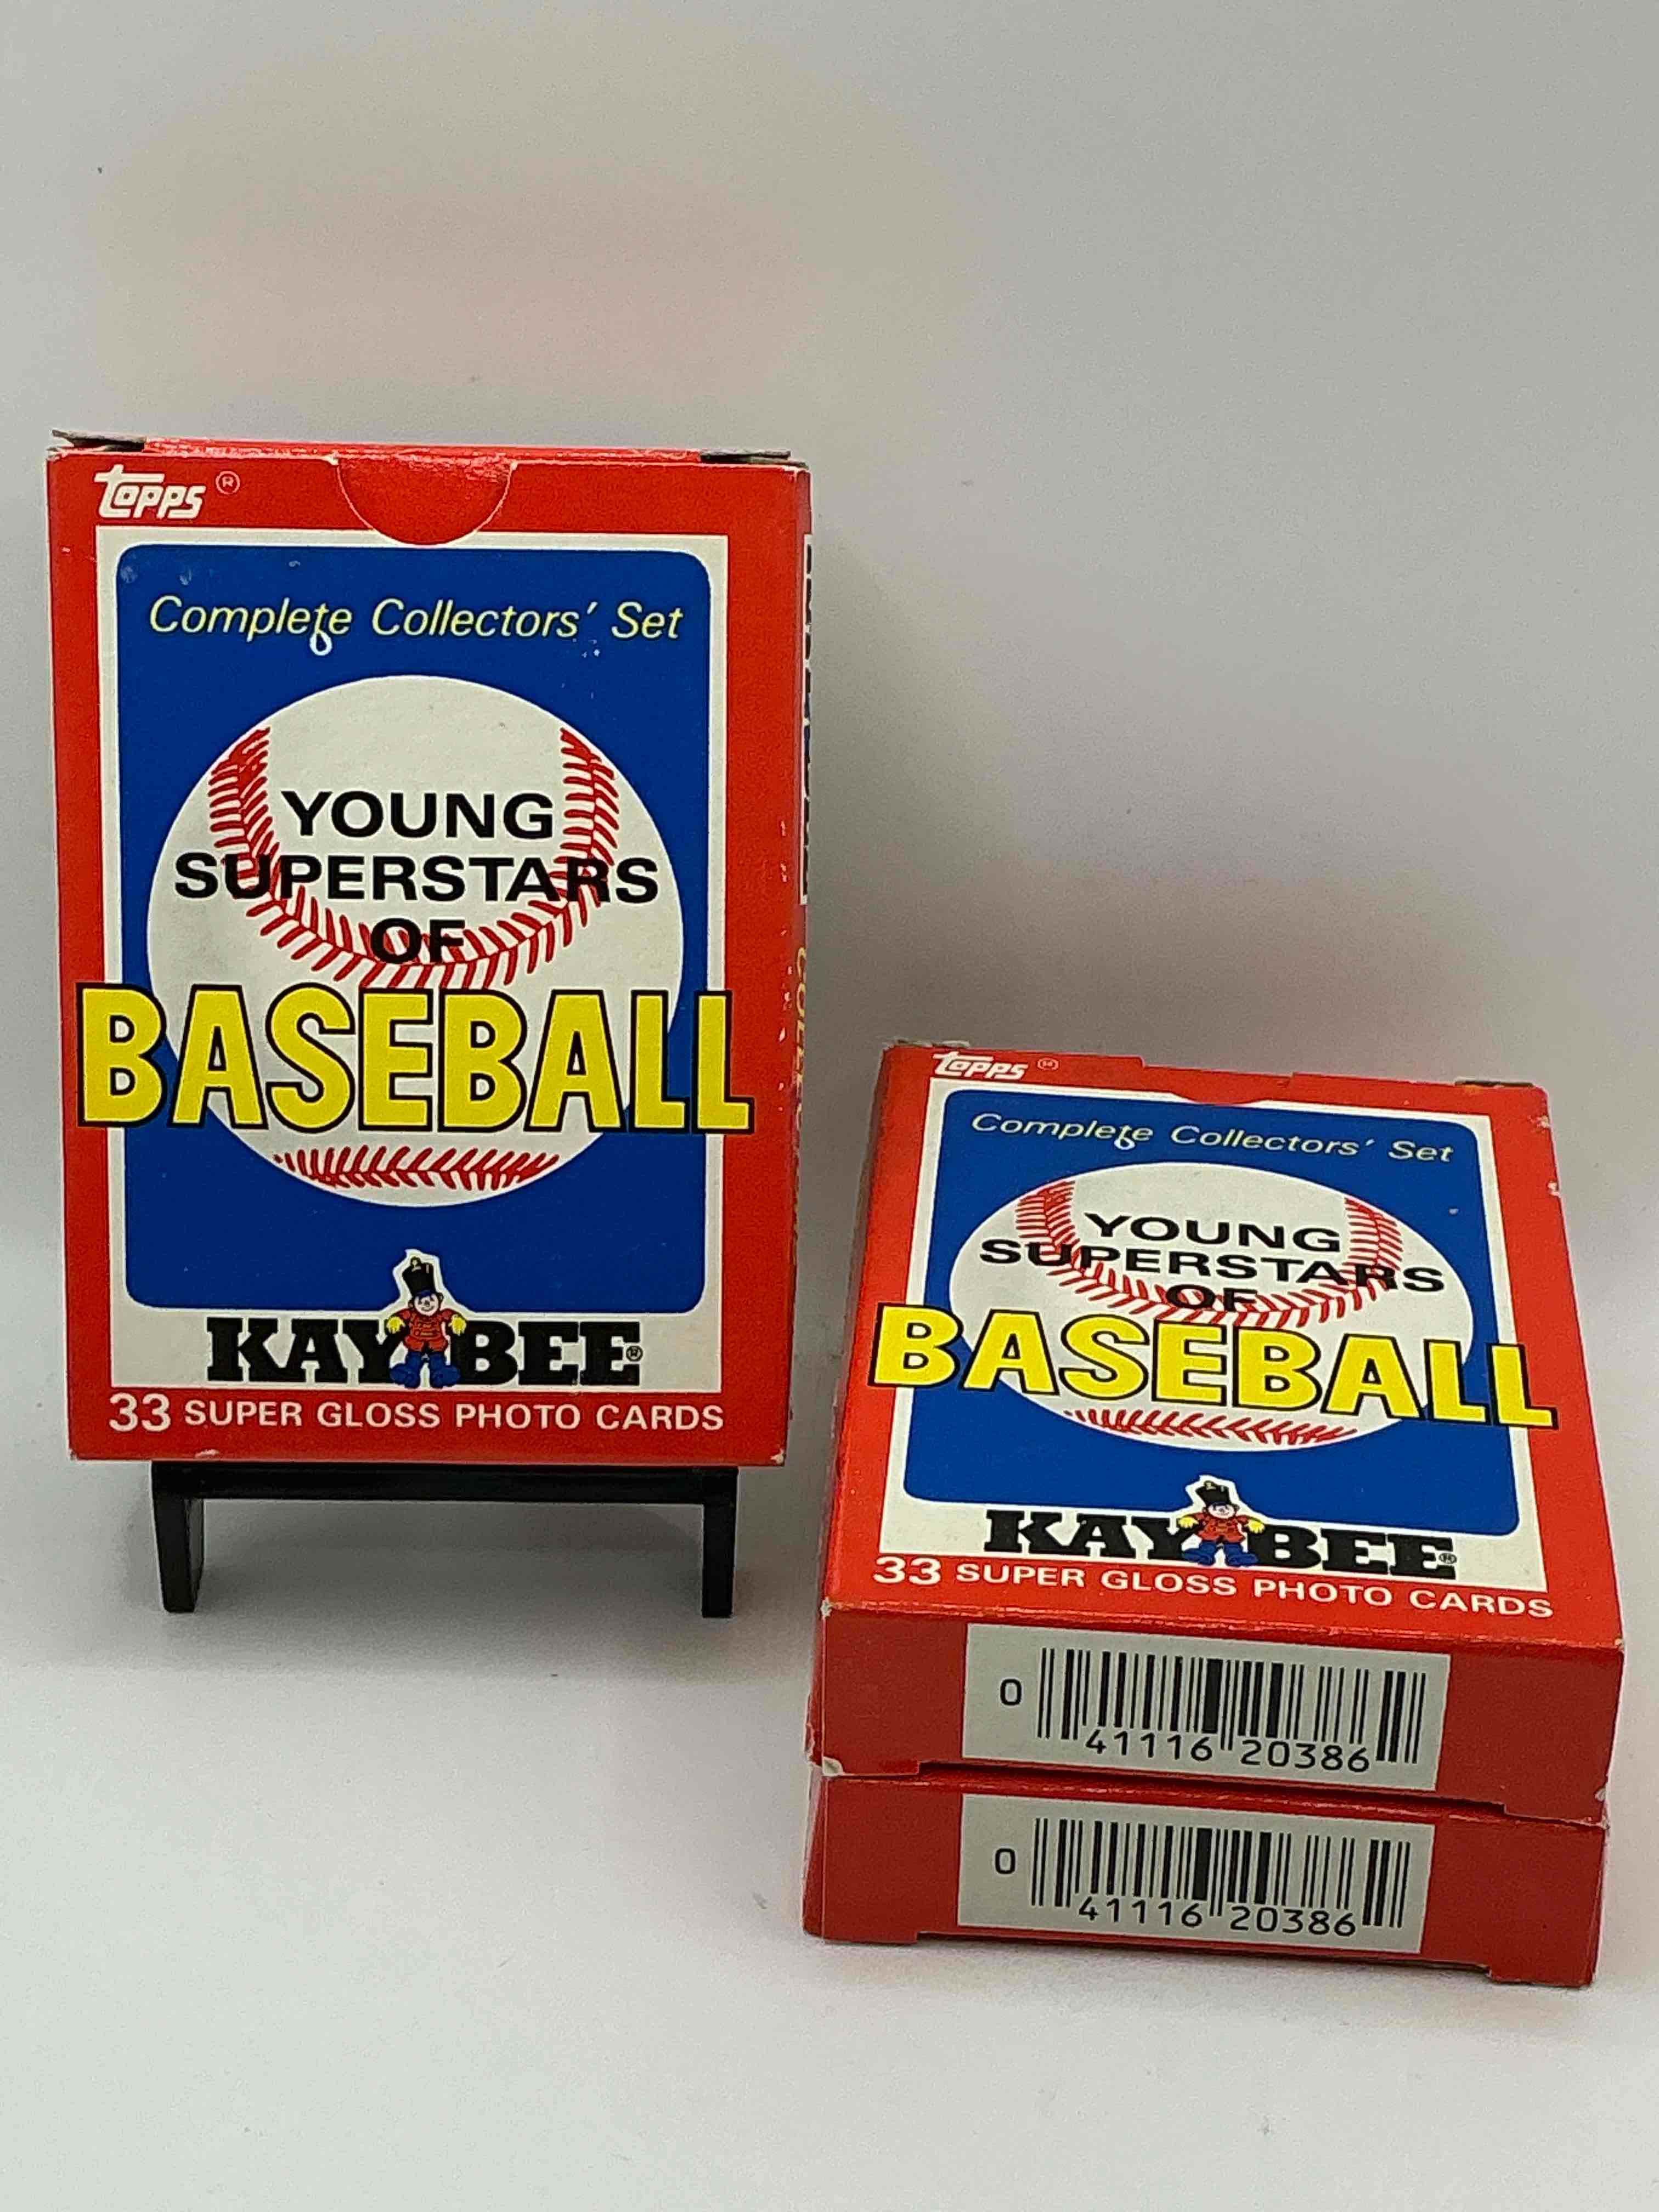 Topps ®
Complete Collectors' Set
YOUNG
SUPERSTARS
OF
BASEBALL
KAY BEE®
33 SUPER GLOSS PHOTO CARDS
Topps ®
Complete Collectors' Set
YOUNG
SUPERSTARS
OF
BASEBALL
KAY BEE®
33 SUPER GLOSS PHOTO CARDS
0 41116 20386
0 41116 20386